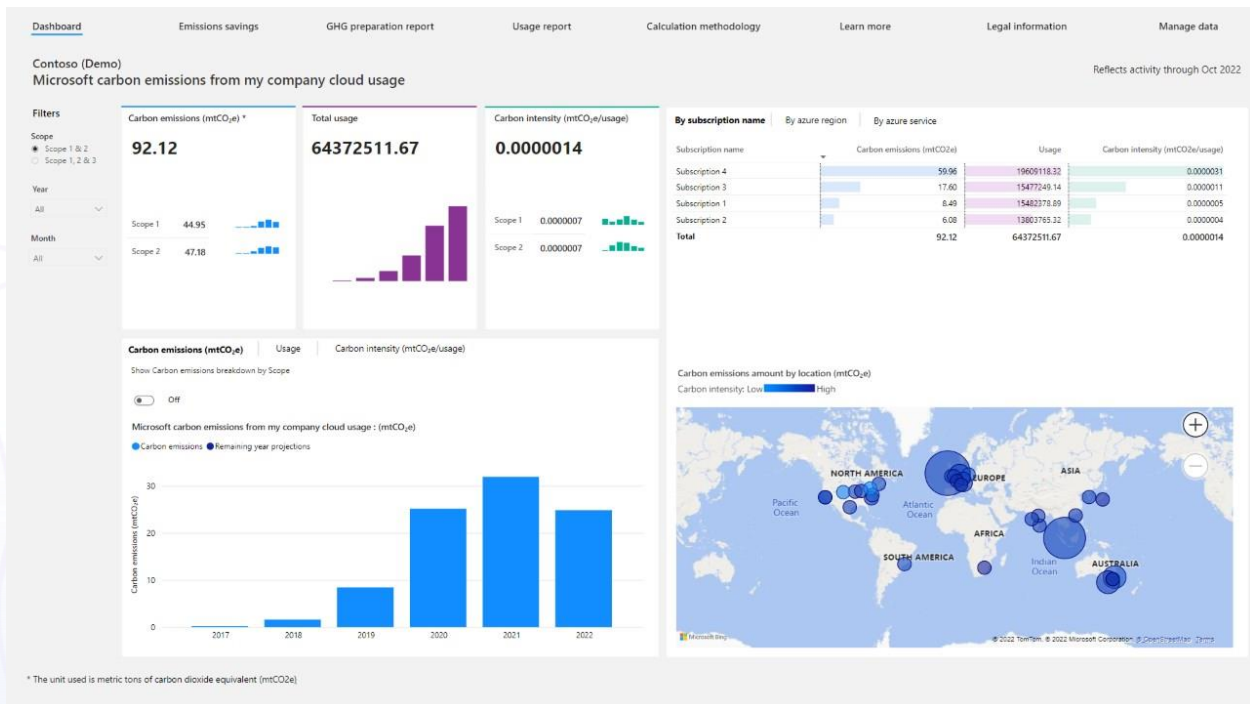 Dashboard
Emissions savings
GHG preparation report
Usage report
Calculation methodology
Learn more
Legal information
Manage data
Contoso (Demo)
Microsoft carbon emissions from my company cloud usage
Reflects activity through Oct 2022
Filters
Scope
Scope 1 & 2
Scope 1, 2 & 3
Year
All
Month
All
Carbon emissions (mtCO₂e) *
92.12
Scope 1 44.95
Scope 2 47.18
Total usage
64372511.67
Carbon intensity (mtCO₂e/usage)
0.0000014
Scope 1 0.0000007
Scope 2 0.0000007
By subscription name By azure region By azure service
Subscription name Carbon emissions (mtCO2e) Usage Carbon intensity (mtCO2e/usage)
Subscription 4 59.96 19609118.32 0.0000031
Subscription 3 17.60 15477249.14 0.0000011
Subscription 1 8.49 15482378.89 0.0000005
Subscription 2 6.08 13803765.32 0.0000004
Total 92.12 64372511.67 0.0000014
Carbon emissions (mtCO₂e) Usage Carbon intensity (mtCO₂e/usage)
Show Carbon emissions breakdown by Scope
Off
Microsoft carbon emissions from my company cloud usage : (mtCO₂e)
Carbon emissions Remaining year projections
Carbon emissions (mtCO₂e)
30
20
10
0
2017 2018 2019 2020 2021 2022
Carbon emissions amount by location (mtCO₂e)
Carbon intensity: Low High
NORTH AMERICA
EUROPE
ASIA
Pacific
Ocean
Atlantic
Ocean
AFRICA
SOUTH AMERICA
Indian
Ocean
AUSTRALIA
Microsoft Bing
© 2022 TomTom, © 2022 Microsoft Corporation, © OpenStreetMap Terms
* The unit used is metric tons of carbon dioxide equivalent (mtCO2e)